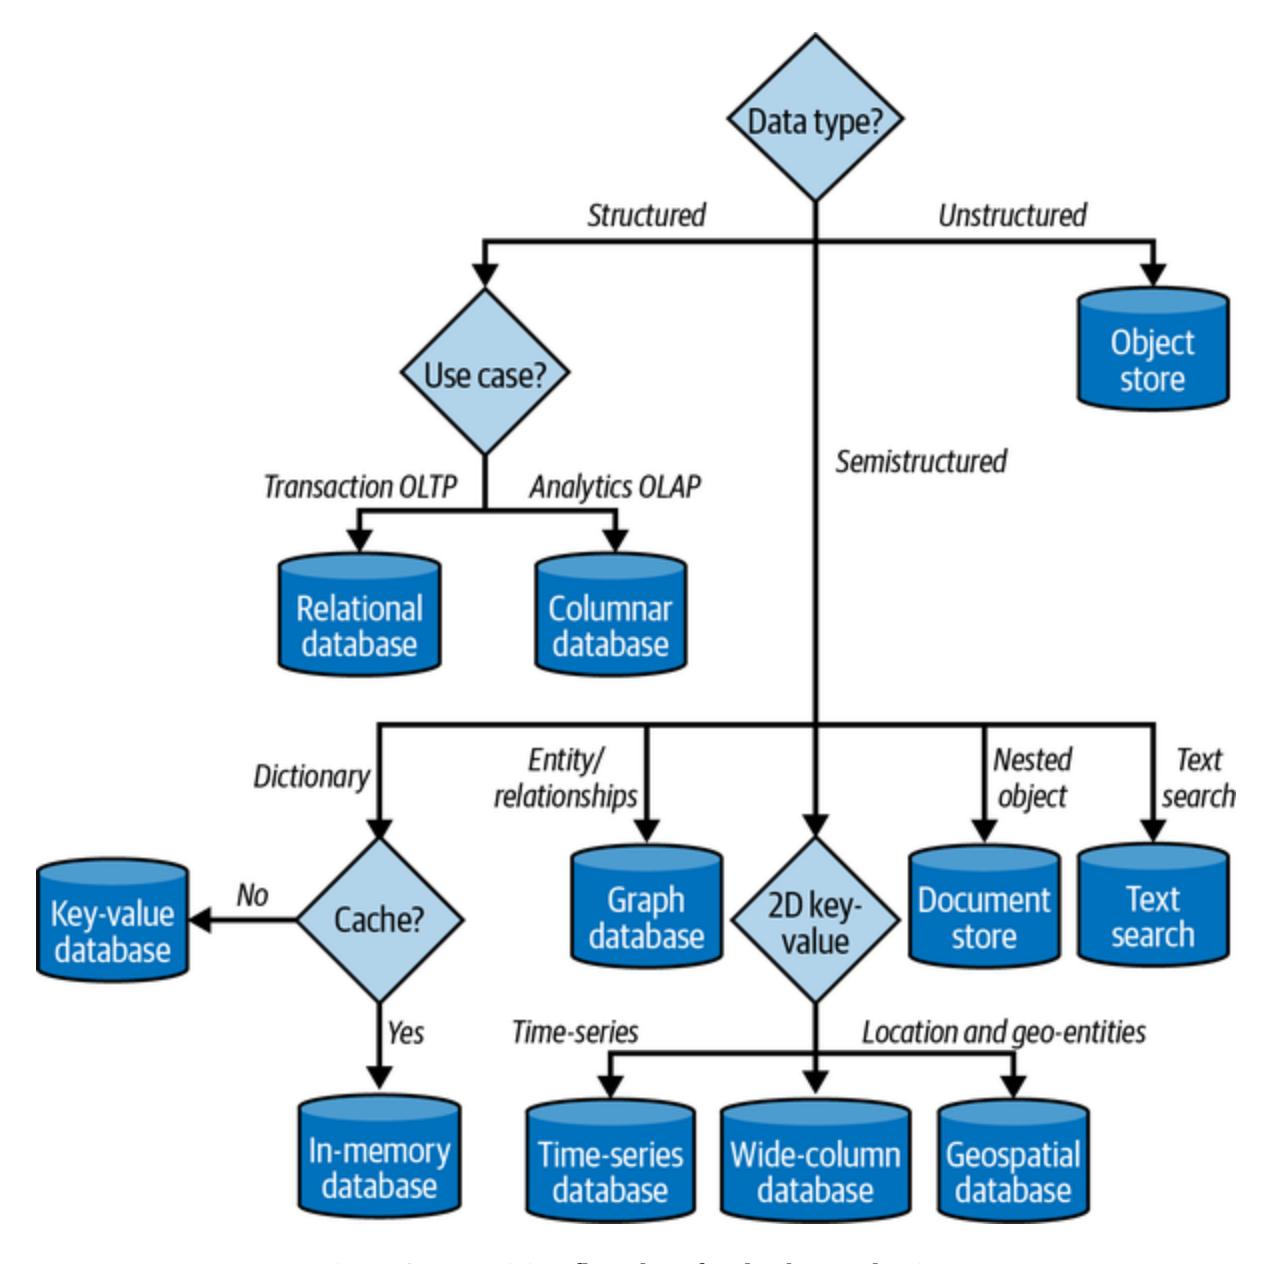 Data type?
Structured
Unstructured
Use case?
Object
store
Semistructured
Transaction OLTP
Analytics OLAP
Relational
database
Columnar
database
Dictionary
Entity/
relationships
Nested
object
Text
search
Key-value
database
No
Cache?
Graph
database
2D key-
value
Document
store
Text
search
Yes
Time-series
Location and geo-entities
In-memory
database
Time-series
database
Wide-column
database
Geospatial
database